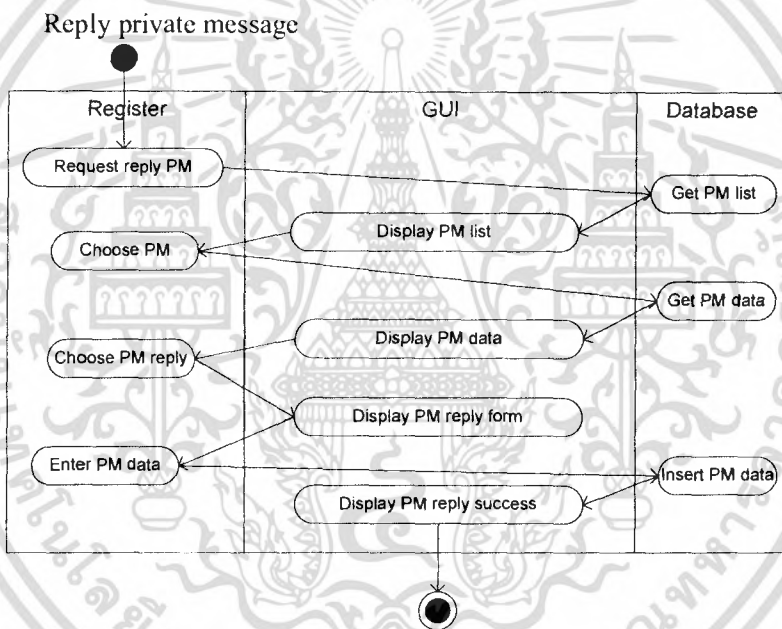 Reply private message
Register
GUI
Database
Request reply PM
Get PM list
Display PM list
Choose PM
Get PM data
Display PM data
Choose PM reply
Display PM reply form
Enter PM data
Insert PM data
Display PM reply success